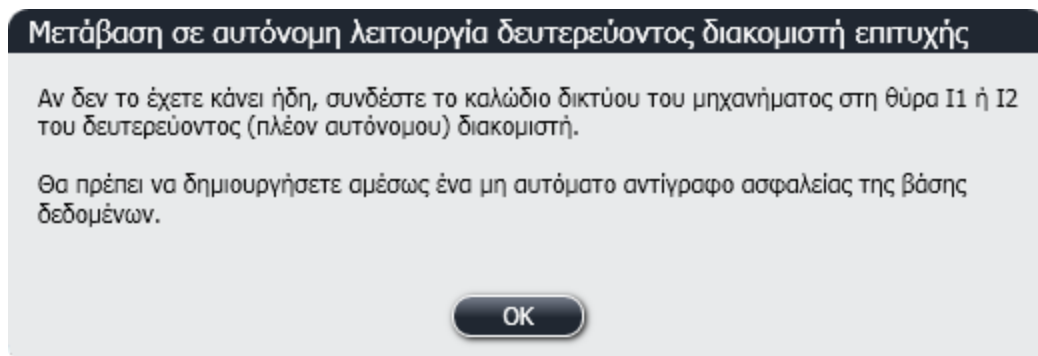 Μετάβαση σε αυτόνομη λειτουργία δευτερεύοντος διακομιστή επιτυχής
Αν δεν το έχετε κάνει ήδη, συνδέστε το καλώδιο δικτύου του μηχανήματος στη θύρα I1 ή I2
του δευτερεύοντος (πλέον αυτόνομου) διακομιστή.
Θα πρέπει να δημιουργήσετε αμέσως ένα μη αυτόματο αντίγραφο ασφαλείας της βάσης
δεδομένων.
OK